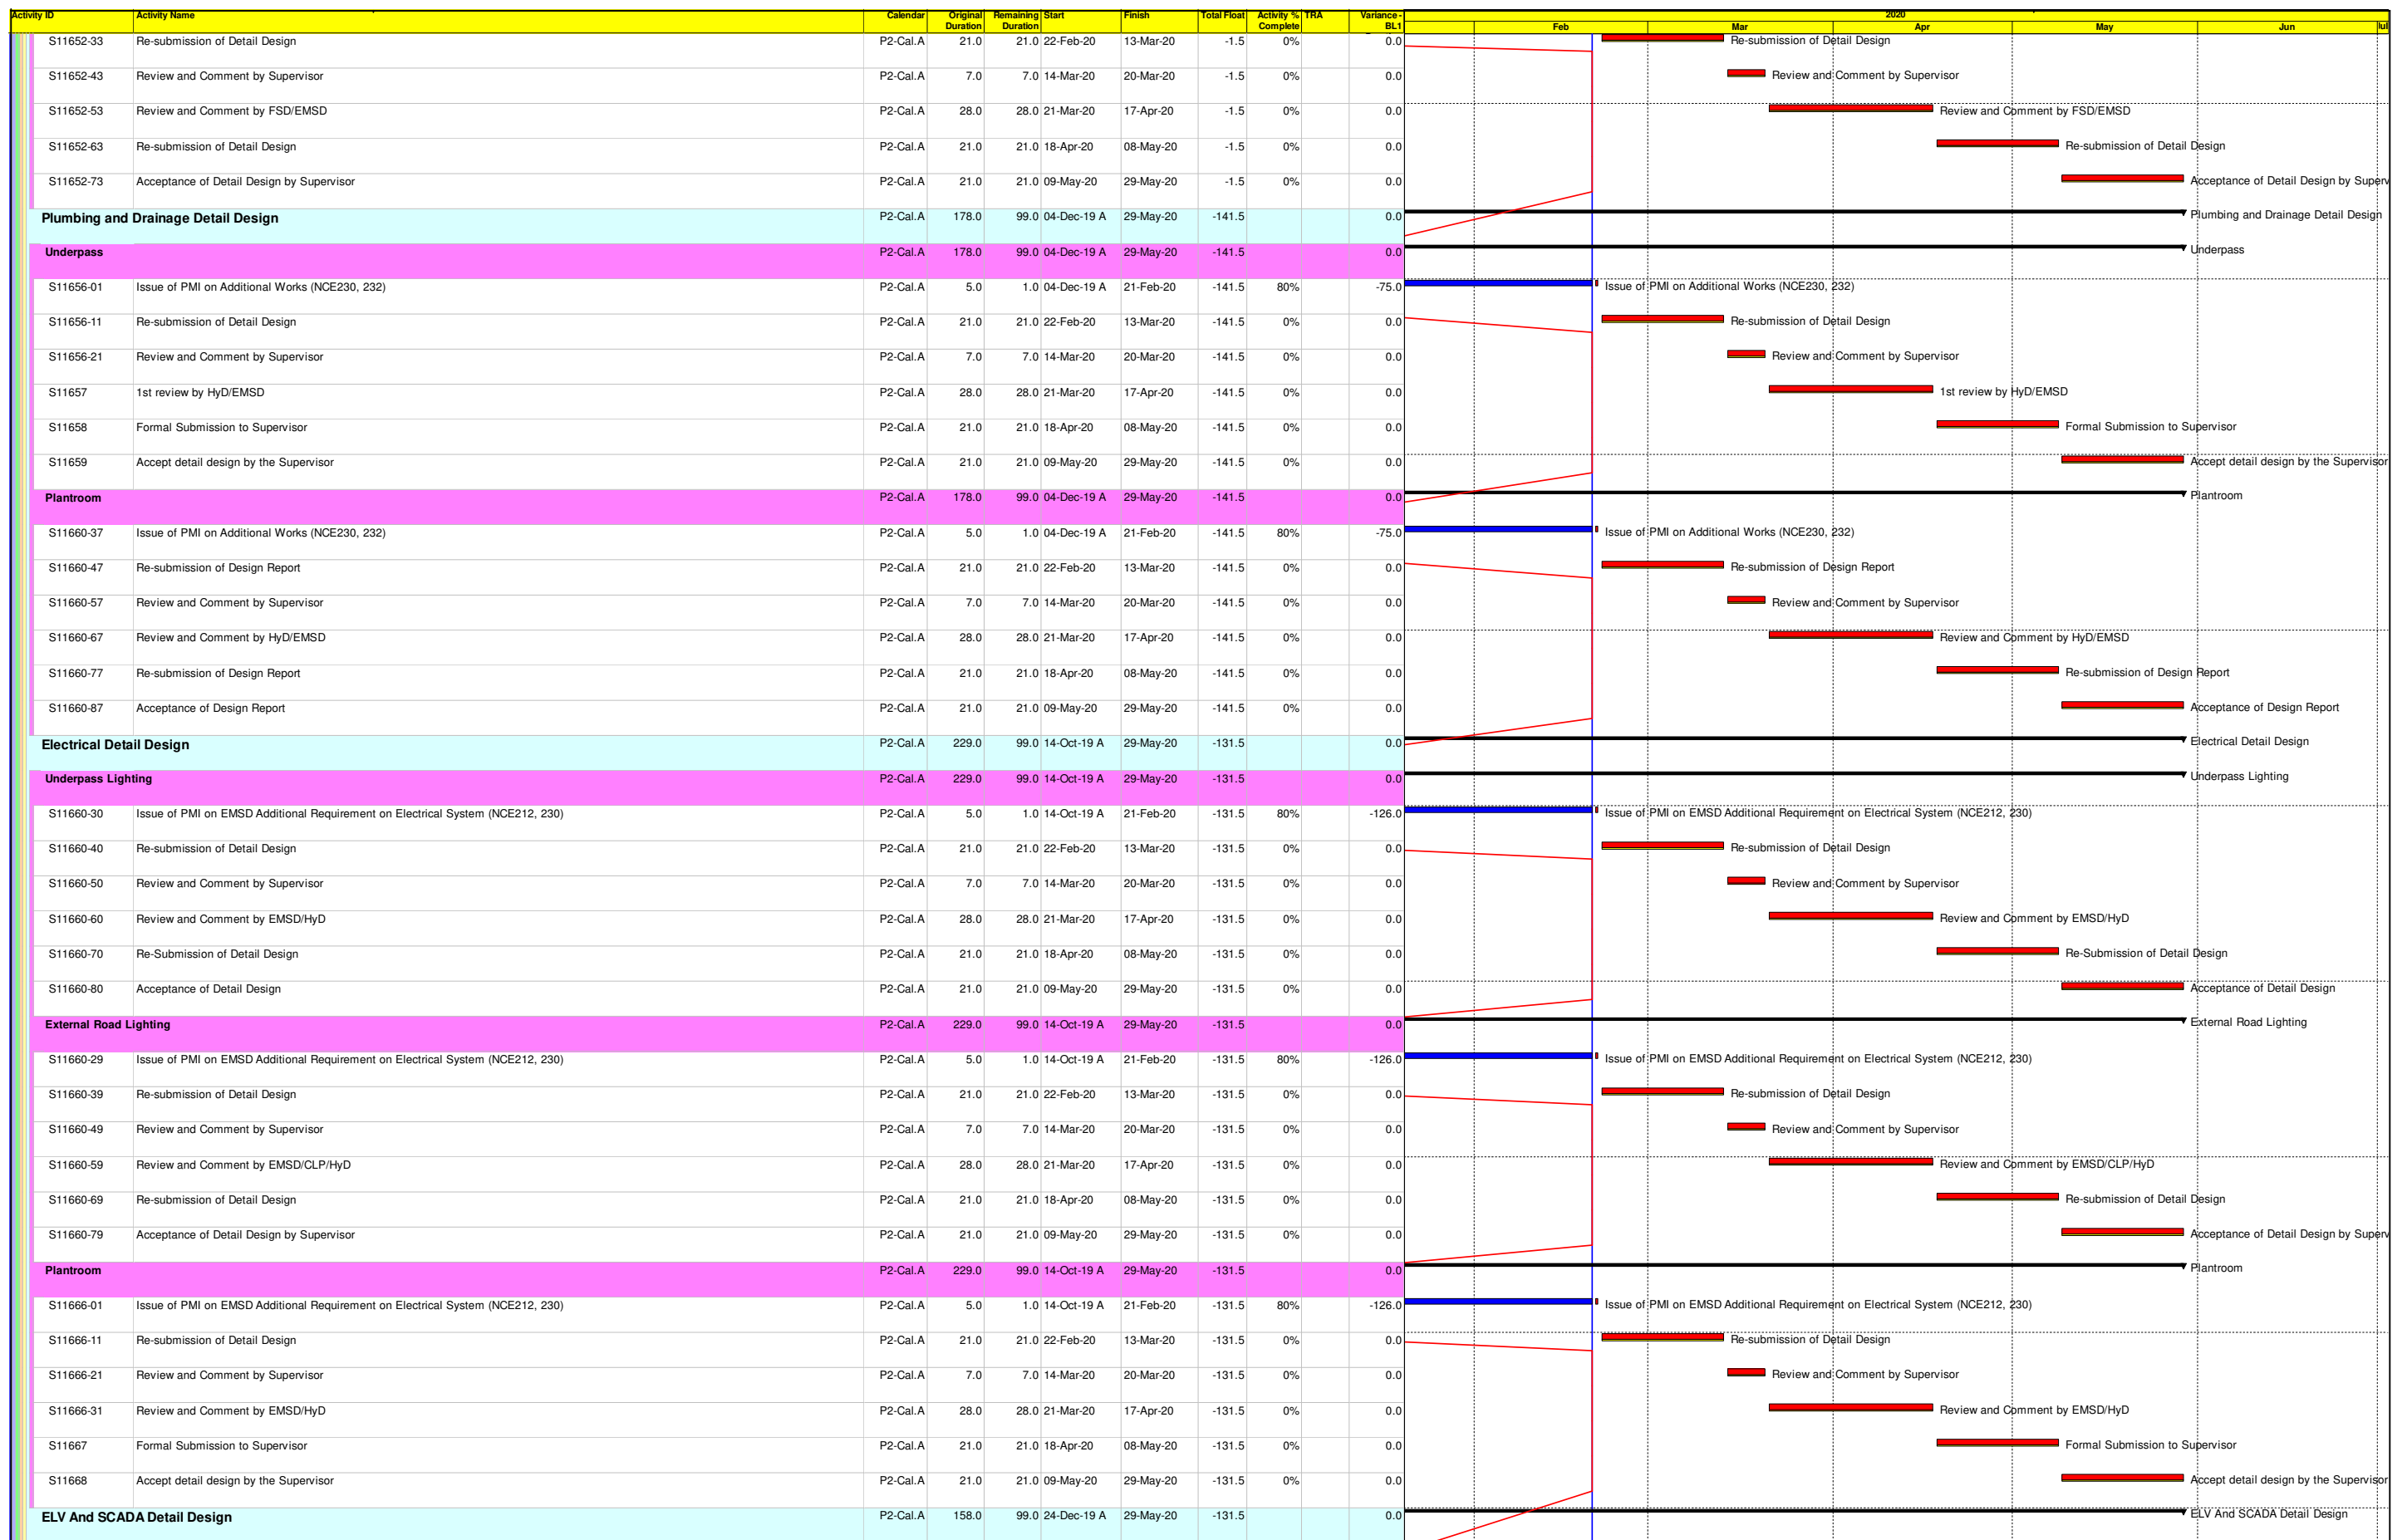 Activity ID Activity Name Calendar Original Duration Remaining Duration Start Finish Total Float Activity % Complete TRA Variance - BL1 2020
Feb Mar Apr May Jun Jul
S11652-33 Re-submission of Detail Design P2-Cal.A 21.0 21.0 22-Feb-20 13-Mar-20 -1.5 0% 0.0 Re-submission of Detail Design
S11652-43 Review and Comment by Supervisor P2-Cal.A 7.0 7.0 14-Mar-20 20-Mar-20 -1.5 0% 0.0 Review and Comment by Supervisor
S11652-53 Review and Comment by FSD/EMSD P2-Cal.A 28.0 28.0 21-Mar-20 17-Apr-20 -1.5 0% 0.0 Review and Comment by FSD/EMSD
S11652-63 Re-submission of Detail Design P2-Cal.A 21.0 21.0 18-Apr-20 08-May-20 -1.5 0% 0.0 Re-submission of Detail Design
S11652-73 Acceptance of Detail Design by Supervisor P2-Cal.A 21.0 21.0 09-May-20 29-May-20 -1.5 0% 0.0 Acceptance of Detail Design by Superv
Plumbing and Drainage Detail Design P2-Cal.A 178.0 99.0 04-Dec-19 A 29-May-20 -141.5 0.0 Plumbing and Drainage Detail Design
Underpass P2-Cal.A 178.0 99.0 04-Dec-19 A 29-May-20 -141.5 0.0 Underpass
S11656-01 Issue of PMI on Additional Works (NCE230, 232) P2-Cal.A 5.0 1.0 04-Dec-19 A 21-Feb-20 -141.5 80% -75.0 Issue of PMI on Additional Works (NCE230, 232)
S11656-11 Re-submission of Detail Design P2-Cal.A 21.0 21.0 22-Feb-20 13-Mar-20 -141.5 0% 0.0 Re-submission of Detail Design
S11656-21 Review and Comment by Supervisor P2-Cal.A 7.0 7.0 14-Mar-20 20-Mar-20 -141.5 0% 0.0 Review and Comment by Supervisor
S11657 1st review by HyD/EMSD P2-Cal.A 28.0 28.0 21-Mar-20 17-Apr-20 -141.5 0% 0.0 1st review by HyD/EMSD
S11658 Formal Submission to Supervisor P2-Cal.A 21.0 21.0 18-Apr-20 08-May-20 -141.5 0% 0.0 Formal Submission to Supervisor
S11659 Accept detail design by the Supervisor P2-Cal.A 21.0 21.0 09-May-20 29-May-20 -141.5 0% 0.0 Accept detail design by the Supervisor
Plantroom P2-Cal.A 178.0 99.0 04-Dec-19 A 29-May-20 -141.5 0.0 Plantroom
S11660-37 Issue of PMI on Additional Works (NCE230, 232) P2-Cal.A 5.0 1.0 04-Dec-19 A 21-Feb-20 -141.5 80% -75.0 Issue of PMI on Additional Works (NCE230, 232)
S11660-47 Re-submission of Design Report P2-Cal.A 21.0 21.0 22-Feb-20 13-Mar-20 -141.5 0% 0.0 Re-submission of Design Report
S11660-57 Review and Comment by Supervisor P2-Cal.A 7.0 7.0 14-Mar-20 20-Mar-20 -141.5 0% 0.0 Review and Comment by Supervisor
S11660-67 Review and Comment by HyD/EMSD P2-Cal.A 28.0 28.0 21-Mar-20 17-Apr-20 -141.5 0% 0.0 Review and Comment by HyD/EMSD
S11660-77 Re-submission of Design Report P2-Cal.A 21.0 21.0 18-Apr-20 08-May-20 -141.5 0% 0.0 Re-submission of Design Report
S11660-87 Acceptance of Design Report P2-Cal.A 21.0 21.0 09-May-20 29-May-20 -141.5 0% 0.0 Acceptance of Design Report
Electrical Detail Design P2-Cal.A 229.0 99.0 14-Oct-19 A 29-May-20 -131.5 0.0 Electrical Detail Design
Underpass Lighting P2-Cal.A 229.0 99.0 14-Oct-19 A 29-May-20 -131.5 0.0 Underpass Lighting
S11660-30 Issue of PMI on EMSD Additional Requirement on Electrical System (NCE212, 230) P2-Cal.A 5.0 1.0 14-Oct-19 A 21-Feb-20 -131.5 80% -126.0 Issue of PMI on EMSD Additional Requirement on Electrical System (NCE212, 230)
S11660-40 Re-submission of Detail Design P2-Cal.A 21.0 21.0 22-Feb-20 13-Mar-20 -131.5 0% 0.0 Re-submission of Detail Design
S11660-50 Review and Comment by Supervisor P2-Cal.A 7.0 7.0 14-Mar-20 20-Mar-20 -131.5 0% 0.0 Review and Comment by Supervisor
S11660-60 Review and Comment by EMSD/HyD P2-Cal.A 28.0 28.0 21-Mar-20 17-Apr-20 -131.5 0% 0.0 Review and Comment by EMSD/HyD
S11660-70 Re-Submission of Detail Design P2-Cal.A 21.0 21.0 18-Apr-20 08-May-20 -131.5 0% 0.0 Re-Submission of Detail Design
S11660-80 Acceptance of Detail Design P2-Cal.A 21.0 21.0 09-May-20 29-May-20 -131.5 0% 0.0 Acceptance of Detail Design
External Road Lighting P2-Cal.A 229.0 99.0 14-Oct-19 A 29-May-20 -131.5 0.0 External Road Lighting
S11660-29 Issue of PMI on EMSD Additional Requirement on Electrical System (NCE212, 230) P2-Cal.A 5.0 1.0 14-Oct-19 A 21-Feb-20 -131.5 80% -126.0 Issue of PMI on EMSD Additional Requirement on Electrical System (NCE212, 230)
S11660-39 Re-submission of Detail Design P2-Cal.A 21.0 21.0 22-Feb-20 13-Mar-20 -131.5 0% 0.0 Re-submission of Detail Design
S11660-49 Review and Comment by Supervisor P2-Cal.A 7.0 7.0 14-Mar-20 20-Mar-20 -131.5 0% 0.0 Review and Comment by Supervisor
S11660-59 Review and Comment by EMSD/CLP/HyD P2-Cal.A 28.0 28.0 21-Mar-20 17-Apr-20 -131.5 0% 0.0 Review and Comment by EMSD/CLP/HyD
S11660-69 Re-submission of Detail Design P2-Cal.A 21.0 21.0 18-Apr-20 08-May-20 -131.5 0% 0.0 Re-submission of Detail Design
S11660-79 Acceptance of Detail Design by Supervisor P2-Cal.A 21.0 21.0 09-May-20 29-May-20 -131.5 0% 0.0 Acceptance of Detail Design by Superv
Plantroom P2-Cal.A 229.0 99.0 14-Oct-19 A 29-May-20 -131.5 0.0 Plantroom
S11666-01 Issue of PMI on EMSD Additional Requirement on Electrical System (NCE212, 230) P2-Cal.A 5.0 1.0 14-Oct-19 A 21-Feb-20 -131.5 80% -126.0 Issue of PMI on EMSD Additional Requirement on Electrical System (NCE212, 230)
S11666-11 Re-submission of Detail Design P2-Cal.A 21.0 21.0 22-Feb-20 13-Mar-20 -131.5 0% 0.0 Re-submission of Detail Design
S11666-21 Review and Comment by Supervisor P2-Cal.A 7.0 7.0 14-Mar-20 20-Mar-20 -131.5 0% 0.0 Review and Comment by Supervisor
S11666-31 Review and Comment by EMSD/HyD P2-Cal.A 28.0 28.0 21-Mar-20 17-Apr-20 -131.5 0% 0.0 Review and Comment by EMSD/HyD
S11667 Formal Submission to Supervisor P2-Cal.A 21.0 21.0 18-Apr-20 08-May-20 -131.5 0% 0.0 Formal Submission to Supervisor
S11668 Accept detail design by the Supervisor P2-Cal.A 21.0 21.0 09-May-20 29-May-20 -131.5 0% 0.0 Accept detail design by the Supervisor
ELV And SCADA Detail Design P2-Cal.A 158.0 99.0 24-Dec-19 A 29-May-20 -131.5 0.0 ELV And SCADA Detail Design